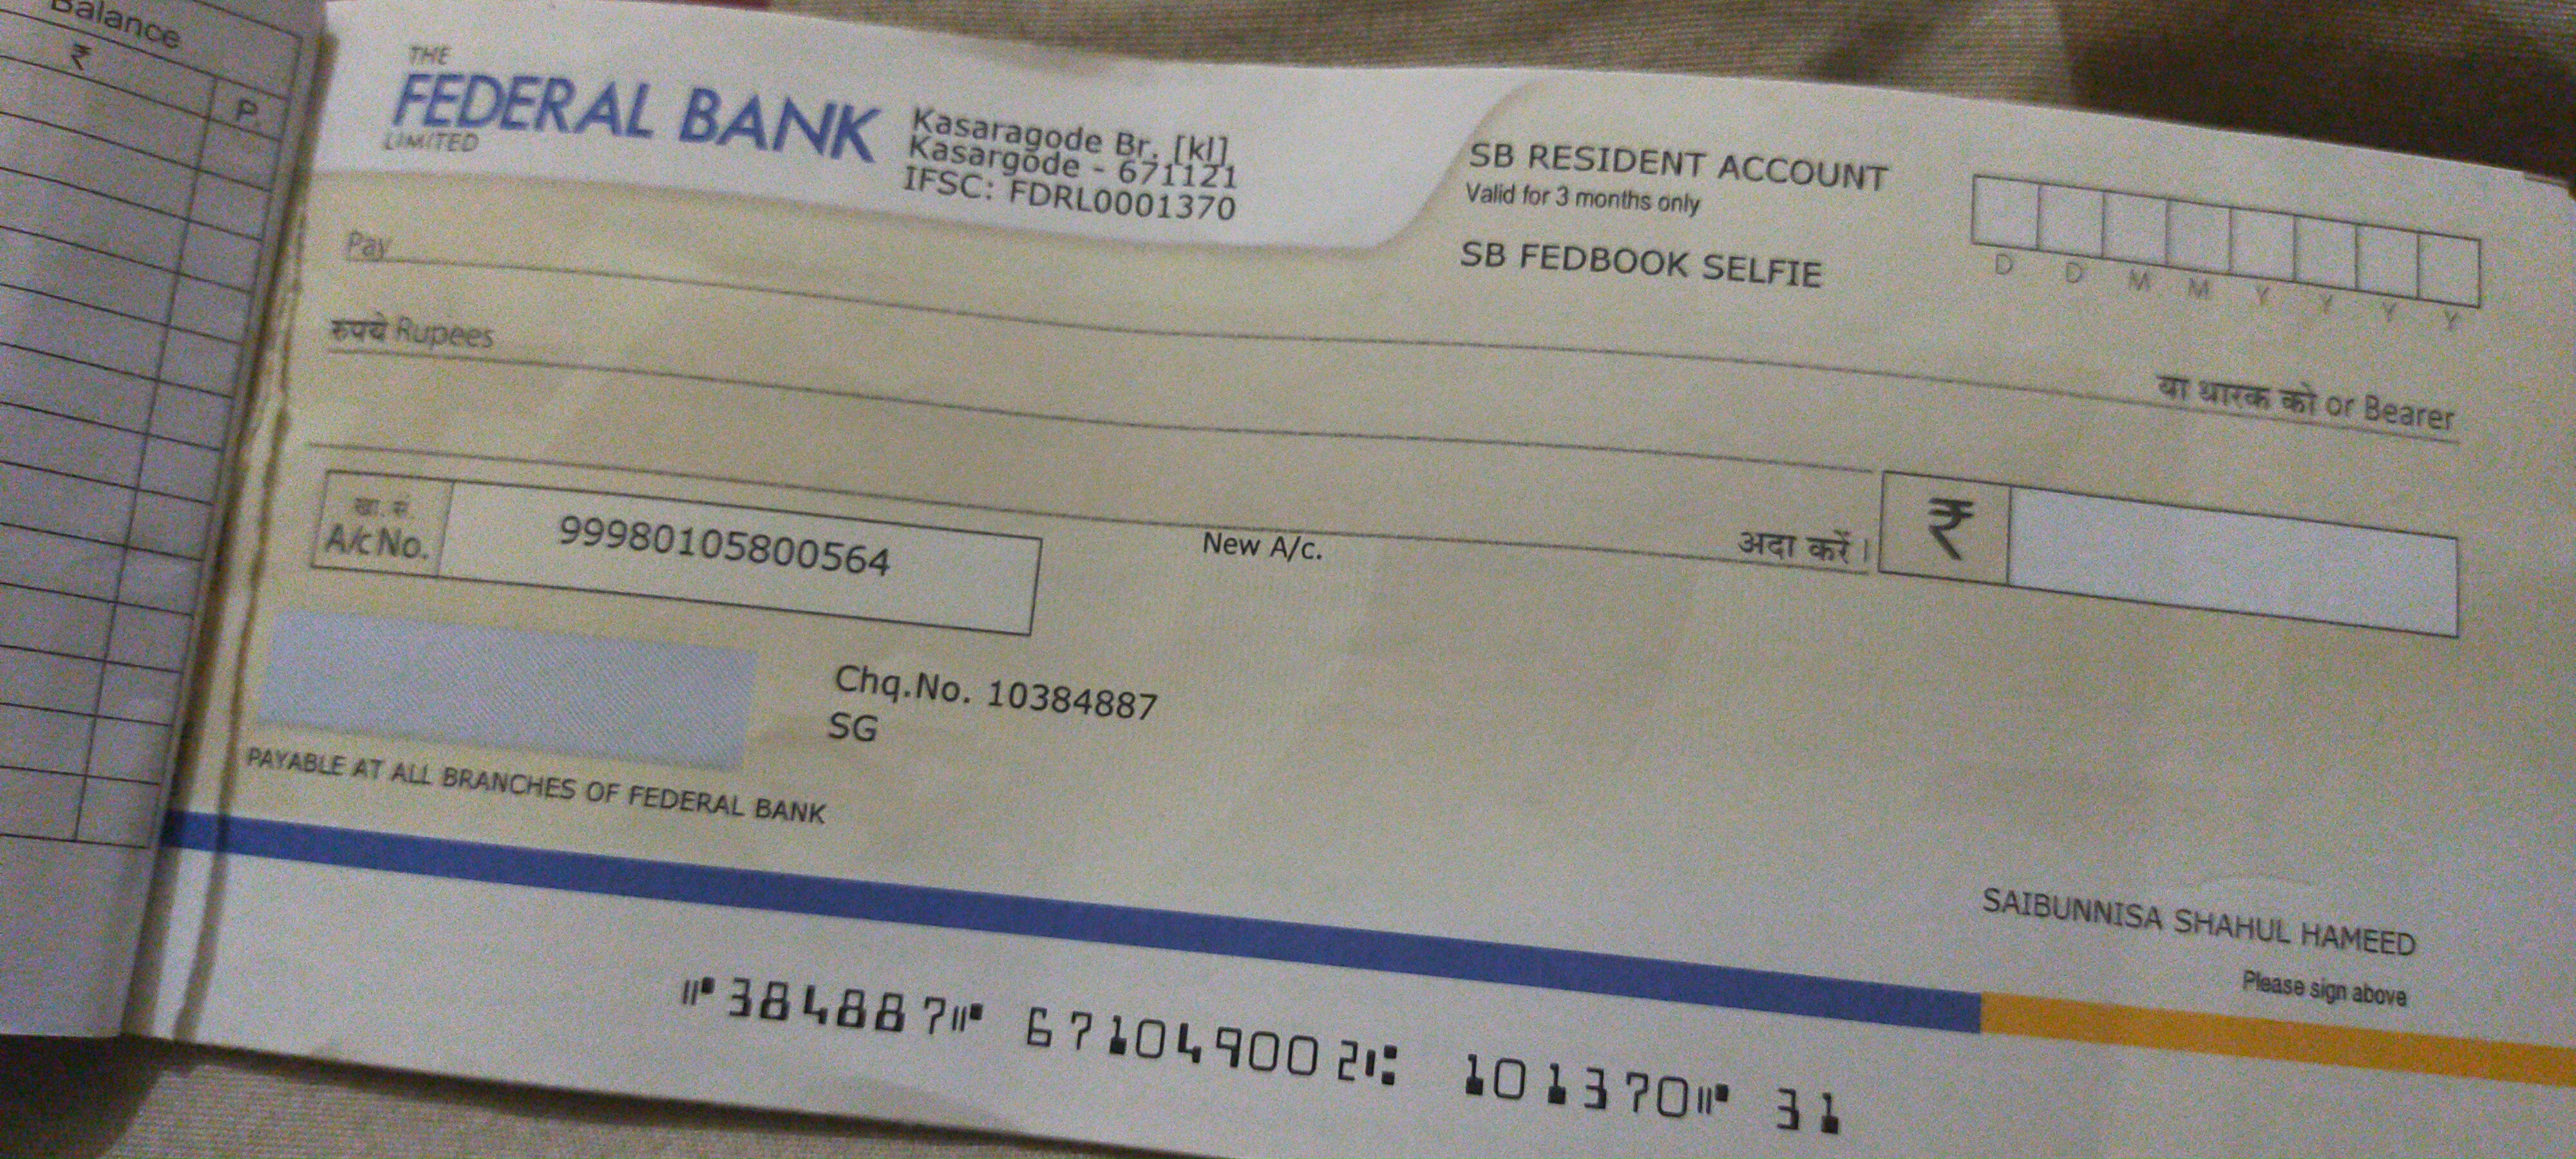 Balance
₹
P.
THE
FEDERAL BANK
LIMITED
Kasaragode Br. [kl]
Kasargode - 671121
IFSC: FDRL0001370
SB RESIDENT ACCOUNT
Valid for 3 months only
SB FEDBOOK SELFIE
D D M M Y Y Y Y
Pay
या धारक को or Bearer
रुपये Rupees
अदा करें।
₹
खा. सं.
A/c No.
99980105800564
New A/c.
Chq.No. 10384887
SG
PAYABLE AT ALL BRANCHES OF FEDERAL BANK
SAIBUNNISA SHAHUL HAMEED
Please sign above
⑈384887⑈ 671049002⑆ 101370⑈ 31